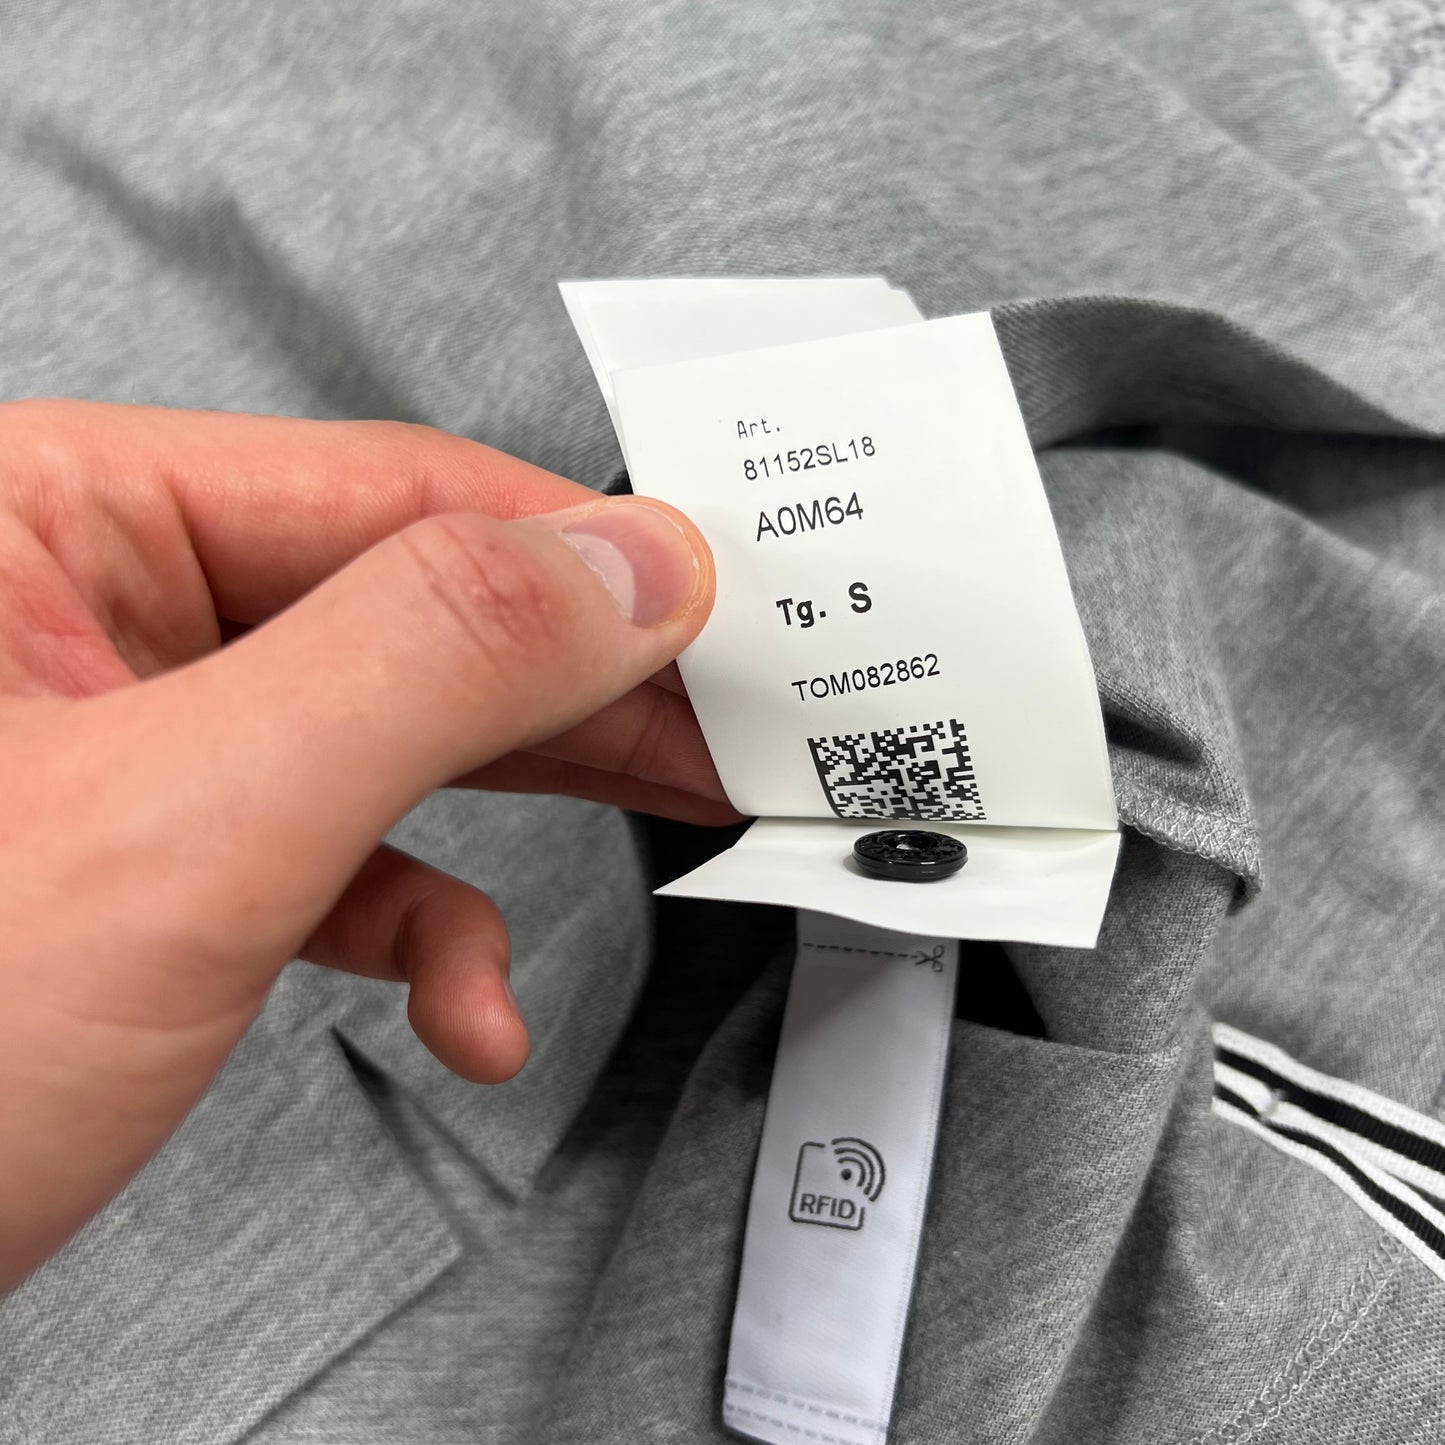 Art.
81152SL18
A0M64
Tg. S
TOM082862
RFID